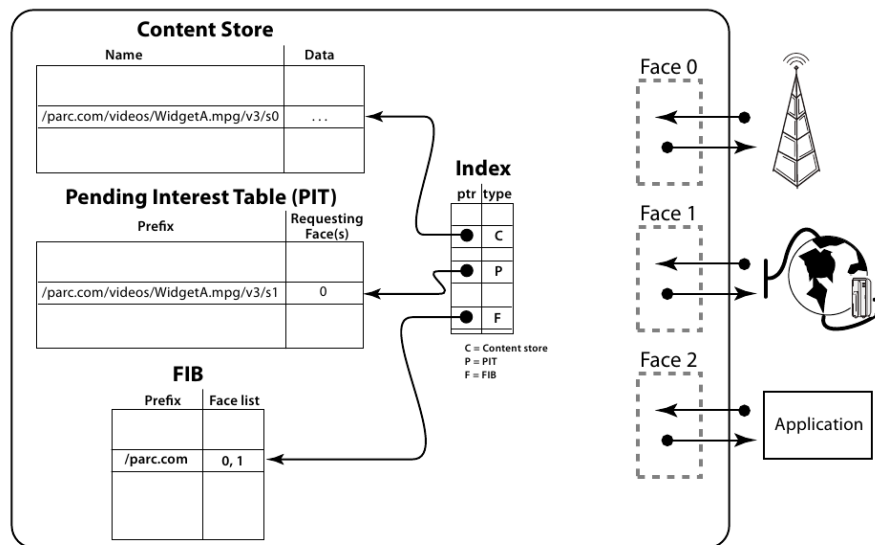 Content Store
Name Data
/parc.com/videos/WidgetA.mpg/v3/s0 ...
Pending Interest Table (PIT)
Prefix Requesting Face(s)
/parc.com/videos/WidgetA.mpg/v3/s1 0
FIB
Prefix Face list
/parc.com 0, 1
Index
ptr type
C
P
F
C = Content store
P = PIT
F = FIB
Face 0
Face 1
Face 2
Application